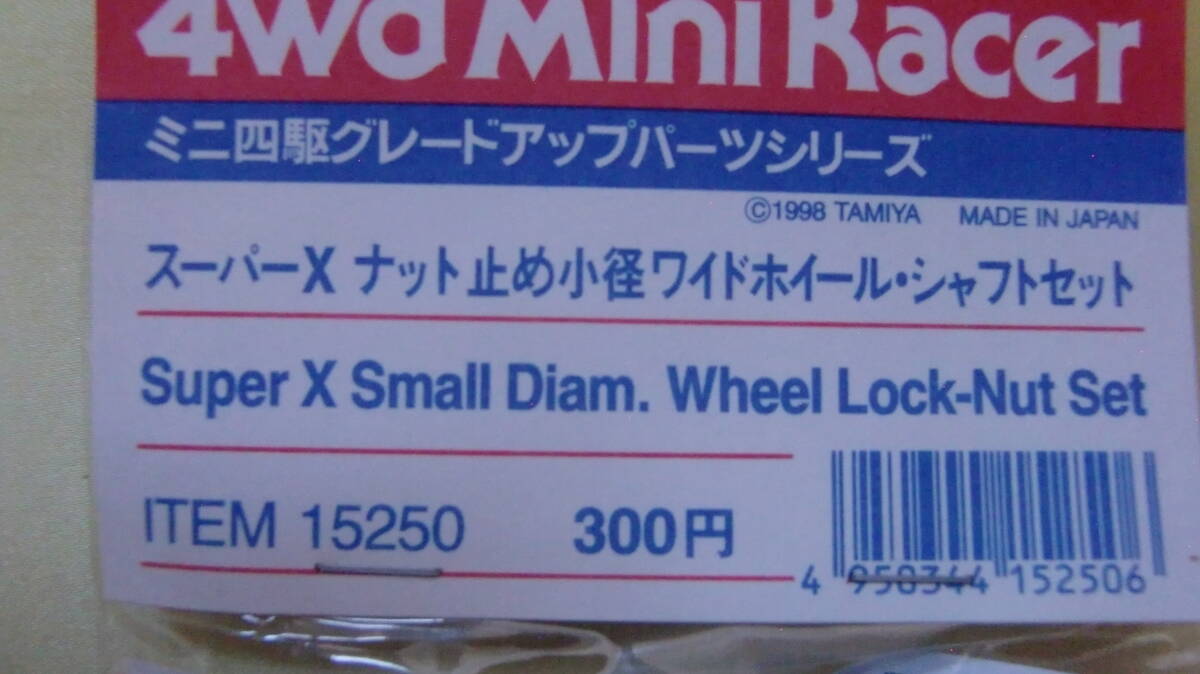 4WD Mini Racer
ミニ四駆グレードアップパーツシリーズ
©1998 TAMIYA MADE IN JAPAN
スーパーX ナット止め小径ワイドホイール・シャフトセット
Super X Small Diam. Wheel Lock-Nut Set
ITEM 15250 300円
4 950344 152506